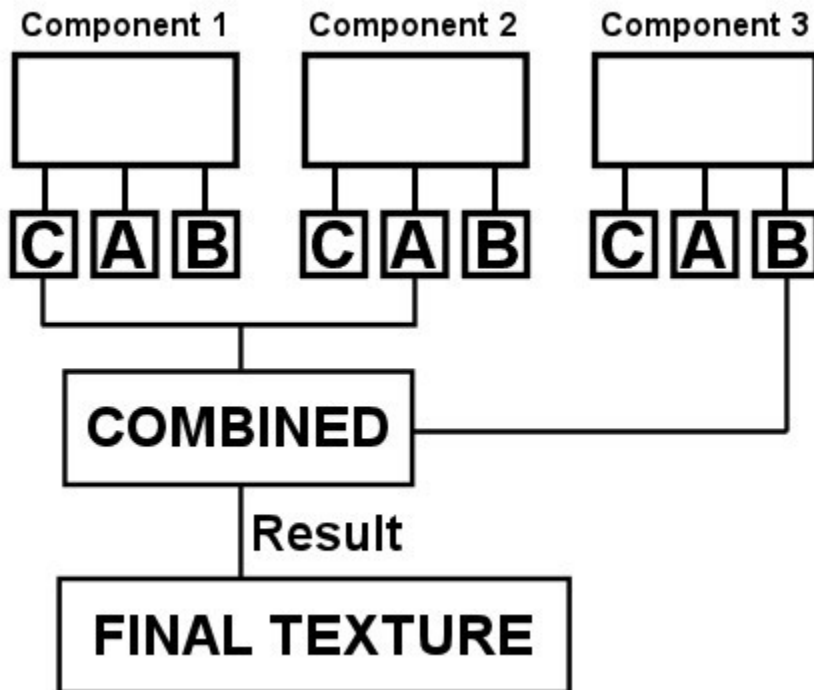 Component 1 Component 2 Component 3
C A B C A B C A B
COMBINED
Result
FINAL TEXTURE